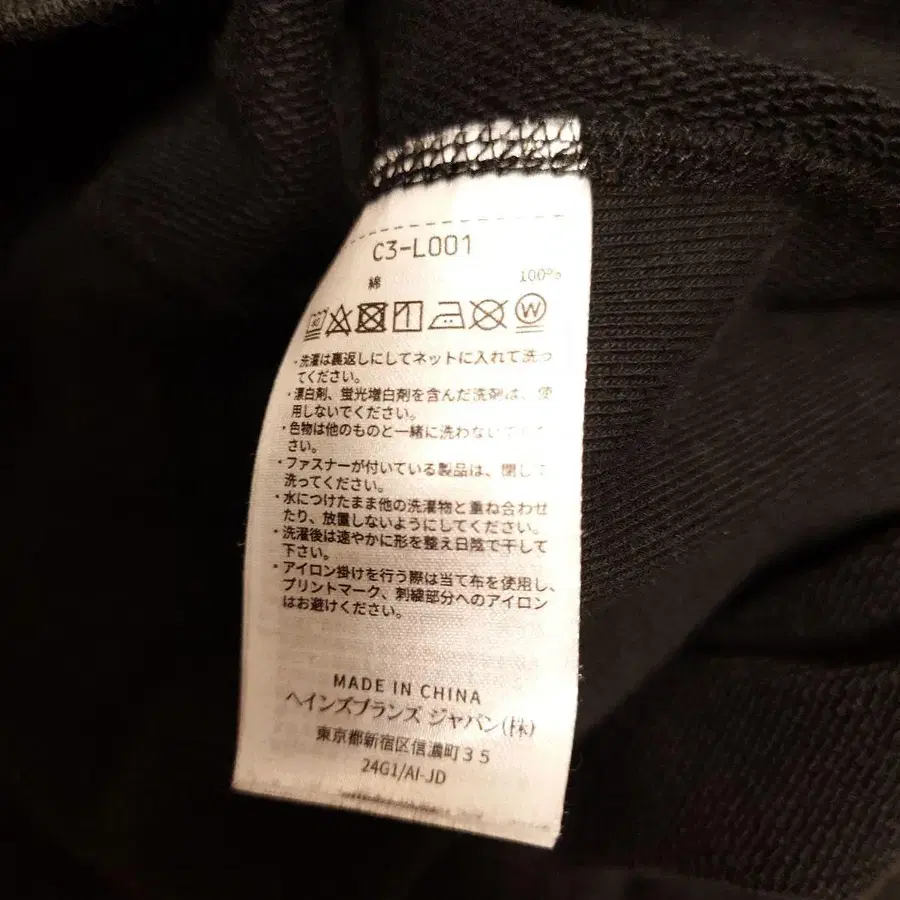 C3-L001
綿 100%
・洗濯は裏返しにしてネットに入れて洗っ
てください。
・漂白剤、蛍光増白剤を含んだ洗剤は、使
用しないでください。
・色物は他のものと一緒に洗わないでくだ
さい。
・ファスナーが付いている製品は、閉じて
洗ってください。
・水につけたまま他の洗濯物と重ね合わせ
たり、放置しないようにしてください。
・洗濯後は速やかに形を整え日陰で干して
下さい。
・アイロン掛けを行う際は当て布を使用し、
プリントマーク、刺繍部分へのアイロン
はお避けください。
MADE IN CHINA
ヘインズブランズ ジャパン(株)
東京都新宿区信濃町35
24G1/AI-JD